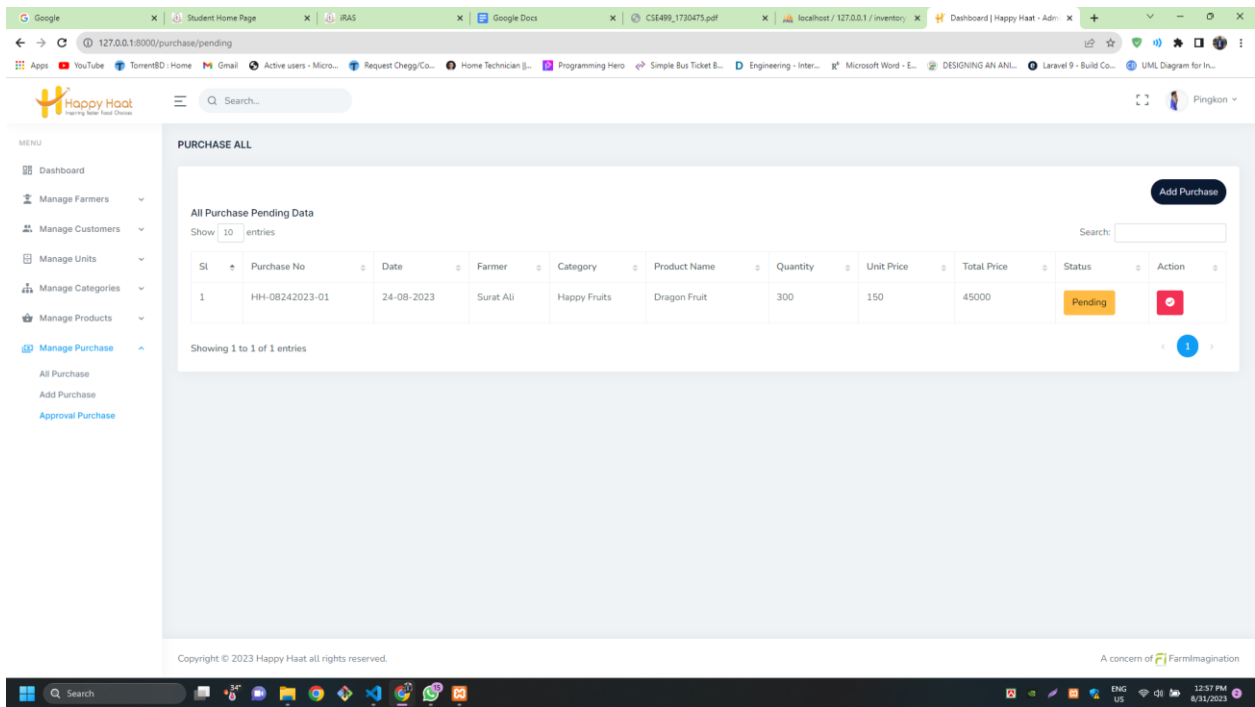 Google Student Home Page iRAS Google Docs CSE499_1730475.pdf localhost / 127.0.0.1 / inventory Dashboard | Happy Haat - Adm
127.0.0.1:8000/purchase/pending
Apps YouTube TorrentBD : Home Gmail Active users - Micro... Request Chegg/Co... Home Technician ||... Programming Hero Simple Bus Ticket B... Engineering - Inter... Microsoft Word - E... DESIGNING AN ANI... Laravel 9 - Build Co... UML Diagram for In...
Happy Haat
Inspiring Better Food Choices
Search...
Pingkon
MENU
Dashboard
Manage Farmers
Manage Customers
Manage Units
Manage Categories
Manage Products
Manage Purchase
All Purchase
Add Purchase
Approval Purchase
PURCHASE ALL
Add Purchase
All Purchase Pending Data
Show 10 entries
Search:
Sl Purchase No Date Farmer Category Product Name Quantity Unit Price Total Price Status Action
1 HH-08242023-01 24-08-2023 Surat Ali Happy Fruits Dragon Fruit 300 150 45000 Pending
Showing 1 to 1 of 1 entries
1
Copyright © 2023 Happy Haat all rights reserved.
A concern of FarmImagination
Search
34°
ENG
US
12:57 PM
8/31/2023